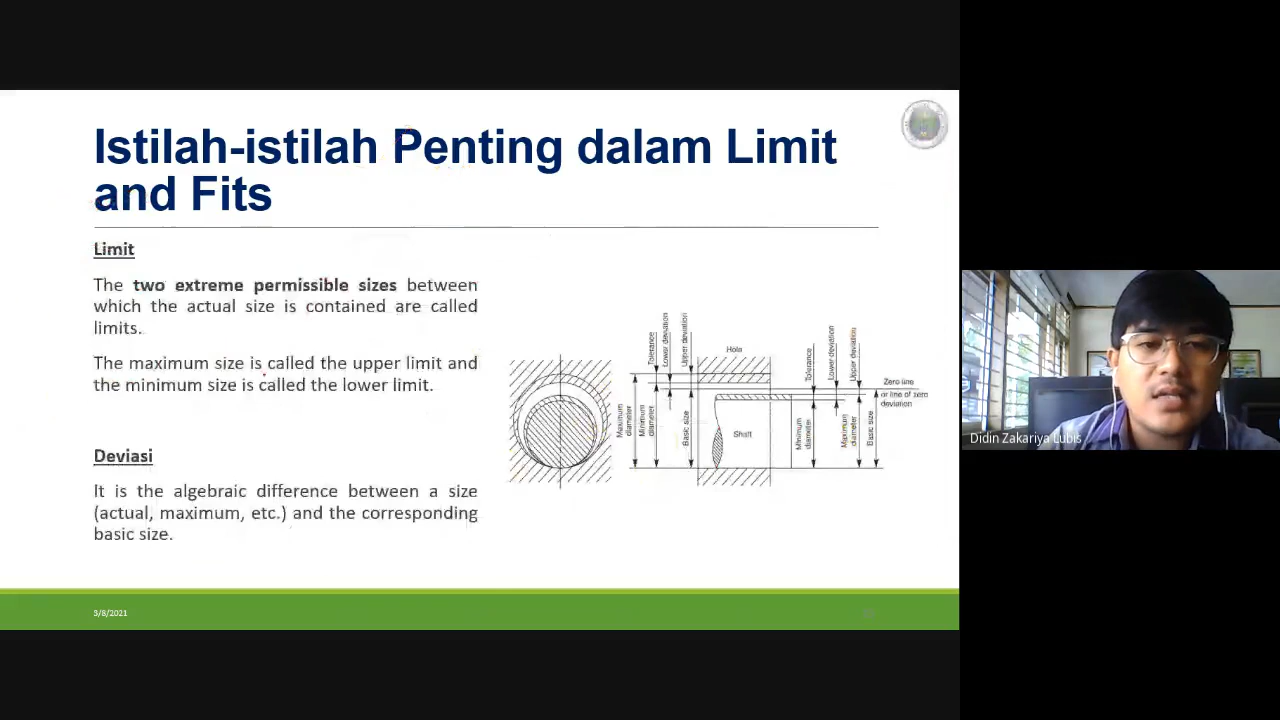 Istilah-istilah Penting dalam Limit
and Fits
Limit
The two extreme permissible sizes between
which the actual size is contained are called
limits.
The maximum size is called the upper limit and
the minimum size is called the lower limit.
Deviasi
It is the algebraic difference between a size
(actual, maximum, etc.) and the corresponding
basic size.
Maximum
diameter
Minimum
diameter
Tolerance
Lower deviation
Upper deviation
Basic size
Hole
Shaft
Tolerance
Lower deviation
Upper deviation
Minimum
diameter
Maximum
diameter
Basic size
Zero line
or line of zero
deviation
3/8/2021
Didin Zakariya Lubis